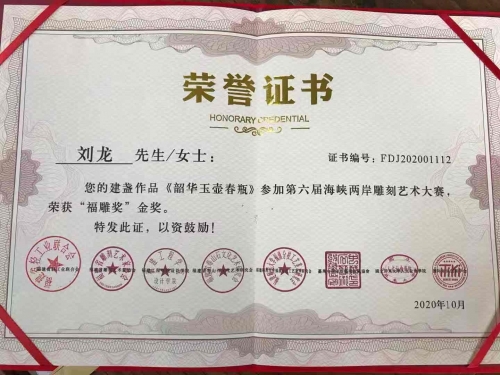 荣誉证书
HONORARY CREDENTIAL
刘龙 先生/女士： 证书编号：FDJ202001112
您的建盏作品《韶华玉壶春瓶》参加第六届海峡两岸雕刻艺术大赛，
荣获“福雕奖”金奖。
特发此证，以资鼓励！
2020年10月